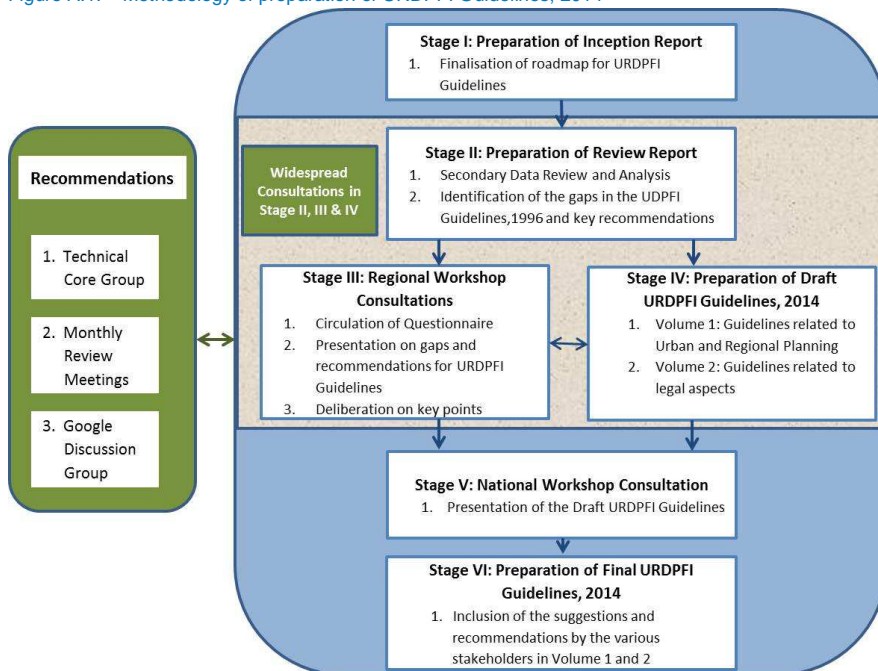 Stage I: Preparation of Inception Report
1. Finalisation of roadmap for URDPFI
Guidelines
Recommendations
1. Technical
Core Group
2. Monthly
Review
Meetings
3. Google
Discussion
Group
Widespread
Consultations in
Stage II, III & IV
Stage II: Preparation of Review Report
1. Secondary Data Review and Analysis
2. Identification of the gaps in the UDPFI
Guidelines,1996 and key recommendations
Stage III: Regional Workshop
Consultations
1. Circulation of Questionnaire
2. Presentation on gaps and
recommendations for URDPFI
Guidelines
3. Deliberation on key points
Stage IV: Preparation of Draft
URDPFI Guidelines, 2014
1. Volume 1: Guidelines related to
Urban and Regional Planning
2. Volume 2: Guidelines related to
legal aspects
Stage V: National Workshop Consultation
1. Presentation of the Draft URDPFI Guidelines
Stage VI: Preparation of Final URDPFI
Guidelines, 2014
1. Inclusion of the suggestions and
recommendations by the various
stakeholders in Volume 1 and 2